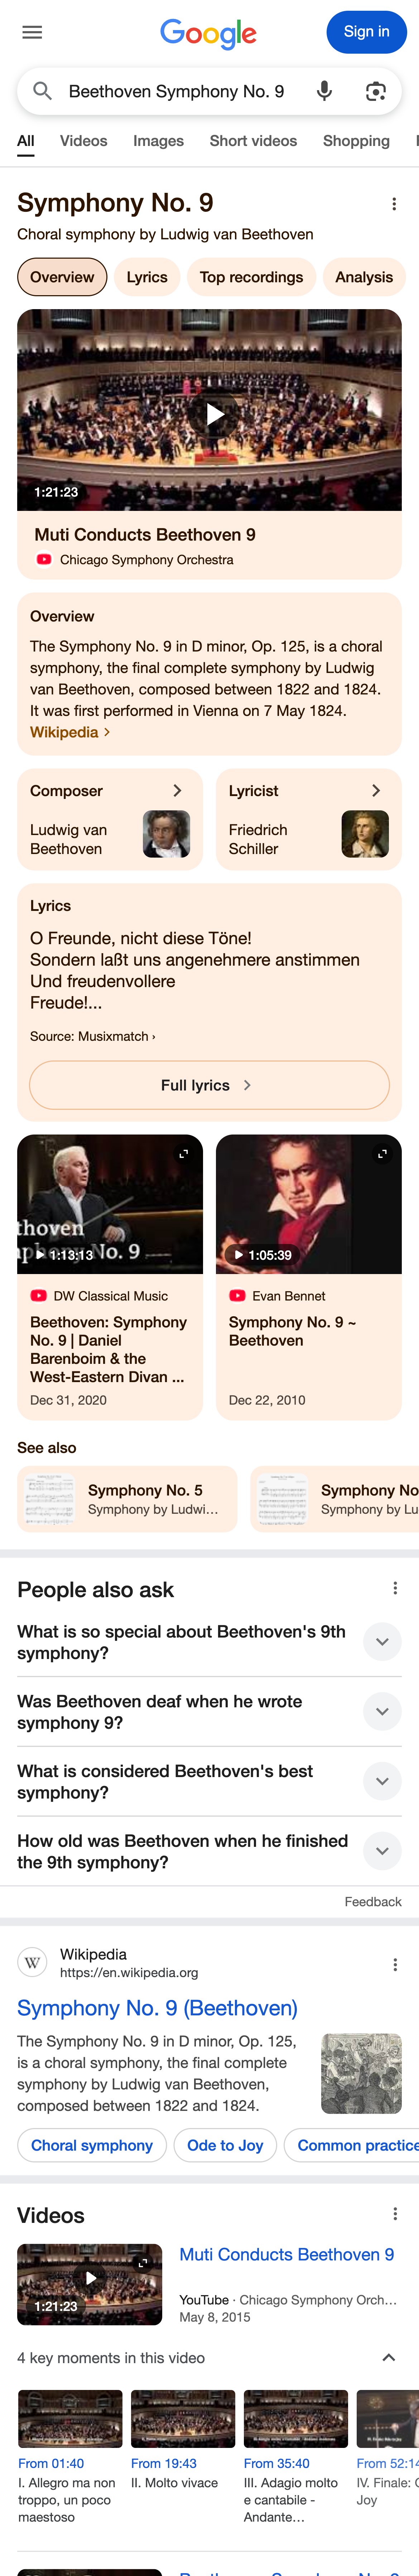 Google
Sign in
Beethoven Symphony No. 9
All Videos Images Short videos Shopping
Symphony No. 9
Choral symphony by Ludwig van Beethoven
Overview Lyrics Top recordings Analysis
1:21:23
Muti Conducts Beethoven 9
Chicago Symphony Orchestra
Overview
The Symphony No. 9 in D minor, Op. 125, is a choral
symphony, the final complete symphony by Ludwig
van Beethoven, composed between 1822 and 1824.
It was first performed in Vienna on 7 May 1824.
Wikipedia
Composer
Ludwig van
Beethoven
Lyricist
Friedrich
Schiller
Lyrics
O Freunde, nicht diese Töne!
Sondern laßt uns angenehmere anstimmen
Und freudenvollere
Freude!...
Source: Musixmatch ›
Full lyrics
thoven
No. 9
1:13:13
DW Classical Music
Beethoven: Symphony
No. 9 | Daniel
Barenboim & the
West-Eastern Divan ...
Dec 31, 2020
1:05:39
Evan Bennet
Symphony No. 9 ~
Beethoven
Dec 22, 2010
See also
Symphony No. 5
Symphony by Ludwi...
Symphony No
Symphony by Lu
People also ask
What is so special about Beethoven's 9th
symphony?
Was Beethoven deaf when he wrote
symphony 9?
What is considered Beethoven's best
symphony?
How old was Beethoven when he finished
the 9th symphony?
Feedback
W
Wikipedia
https://en.wikipedia.org
Symphony No. 9 (Beethoven)
The Symphony No. 9 in D minor, Op. 125,
is a choral symphony, the final complete
symphony by Ludwig van Beethoven,
composed between 1822 and 1824.
Choral symphony Ode to Joy Common practice
Videos
1:21:23
Muti Conducts Beethoven 9
YouTube · Chicago Symphony Orch...
May 8, 2015
4 key moments in this video
From 01:40
I. Allegro ma non
troppo, un poco
maestoso
From 19:43
II. Molto vivace
From 35:40
III. Adagio molto
e cantabile -
Andante...
From 52:14
IV. Finale:
Joy